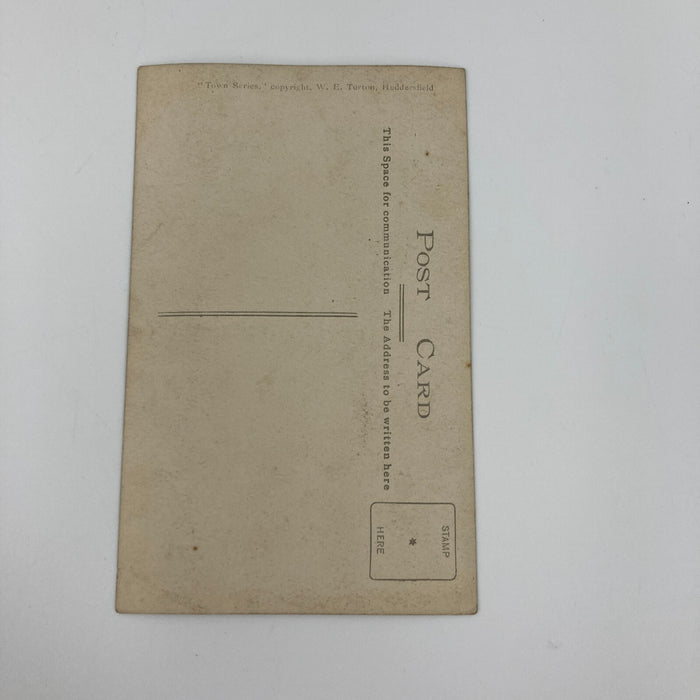 "Town Series," copyright, W. E. Turton, Huddersfield
POST CARD
This Space for communication
The Address to be written here
STAMP
*
HERE